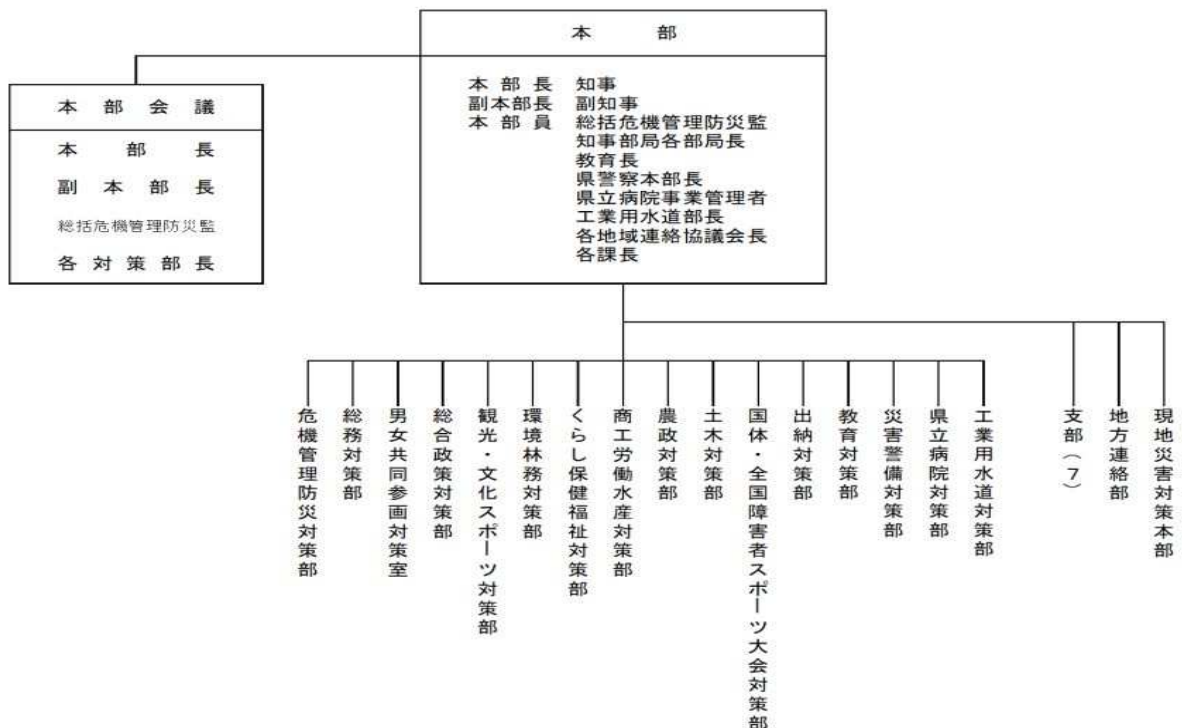 本部
本部長 知事
副本部長 副知事
本部員 総括危機管理防災監
知事部局各部局長
教育長
県警察本部長
県立病院事業管理者
工業用水道部長
各地域連絡協議会長
各課長
本部会議
本部長
副本部長
総括危機管理防災監
各対策部長
危機管理防災対策部
総務対策部
男女共同参画対策室
総合政策対策部
観光・文化スポーツ対策部
環境林務対策部
くらし保健福祉対策部
商工労働水産対策部
農政対策部
土木対策部
国体・全国障害者スポーツ大会対策部
出納対策部
教育対策部
災害警備対策部
県立病院対策部
工業用水道対策部
支部(7)
地方連絡部
現地災害対策本部